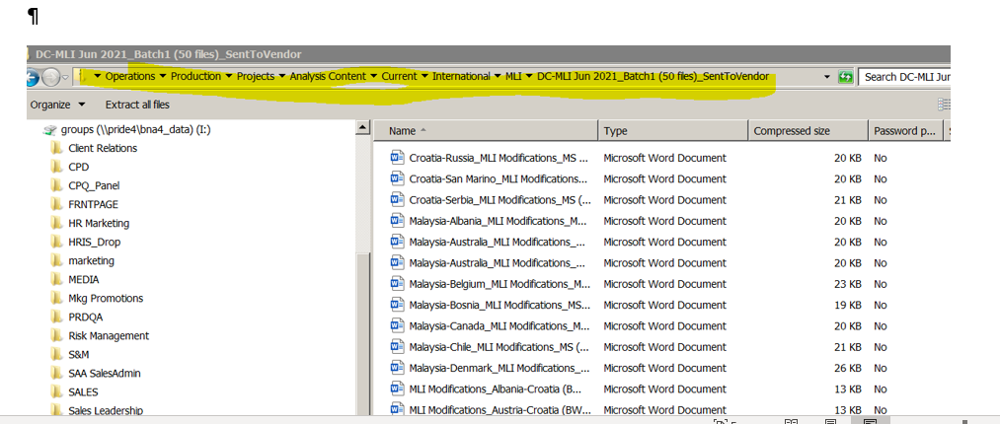 ¶
DC-MLI Jun 2021_Batch1 (50 files)_SentToVendor
Operations Production Projects Analysis Content Current International MLI DC-MLI Jun 2021_Batch1 (50 files)_SentToVendor Search DC-MLI Jur
Organize Extract all files
groups (\\pride4\bna4_data) (I:)
Client Relations
CPD
CPQ_Panel
FRNTPAGE
HR Marketing
HRIS_Drop
marketing
MEDIA
Mkg Promotions
PRDQA
Risk Management
S&M
SAA SalesAdmin
SALES
Sales Leadership
Name Type Compressed size Password p...
Croatia-Russia_MLI Modifications_MS ... Microsoft Word Document 20 KB No
Croatia-San Marino_MLI Modifications... Microsoft Word Document 20 KB No
Croatia-Serbia_MLI Modifications_MS (... Microsoft Word Document 21 KB No
Malaysia-Albania_MLI Modifications_M... Microsoft Word Document 20 KB No
Malaysia-Australia_MLI Modifications_... Microsoft Word Document 20 KB No
Malaysia-Australia_MLI Modifications_... Microsoft Word Document 20 KB No
Malaysia-Belgium_MLI Modifications_M... Microsoft Word Document 23 KB No
Malaysia-Bosnia_MLI Modifications_MS... Microsoft Word Document 19 KB No
Malaysia-Canada_MLI Modifications_M... Microsoft Word Document 20 KB No
Malaysia-Chile_MLI Modifications_MS (... Microsoft Word Document 21 KB No
Malaysia-Denmark_MLI Modifications_... Microsoft Word Document 26 KB No
MLI Modifications_Albania-Croatia (B... Microsoft Word Document 13 KB No
MLI Modifications_Austria-Croatia (BW... Microsoft Word Document 13 KB No